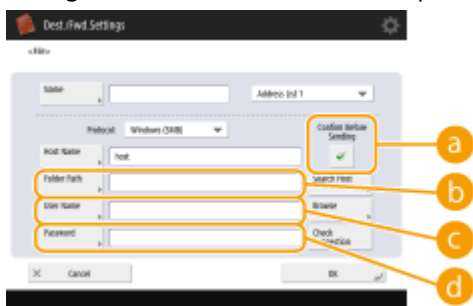 Dest./Fwd.Settings
<File>
Name
Address List 1
Protocol: Windows (SMB)
Confirm Before
Sending
a
Host Name
host
Folder Path
Search Host
b
User Name
Browse
c
Password
Check
d
Cancel
OK